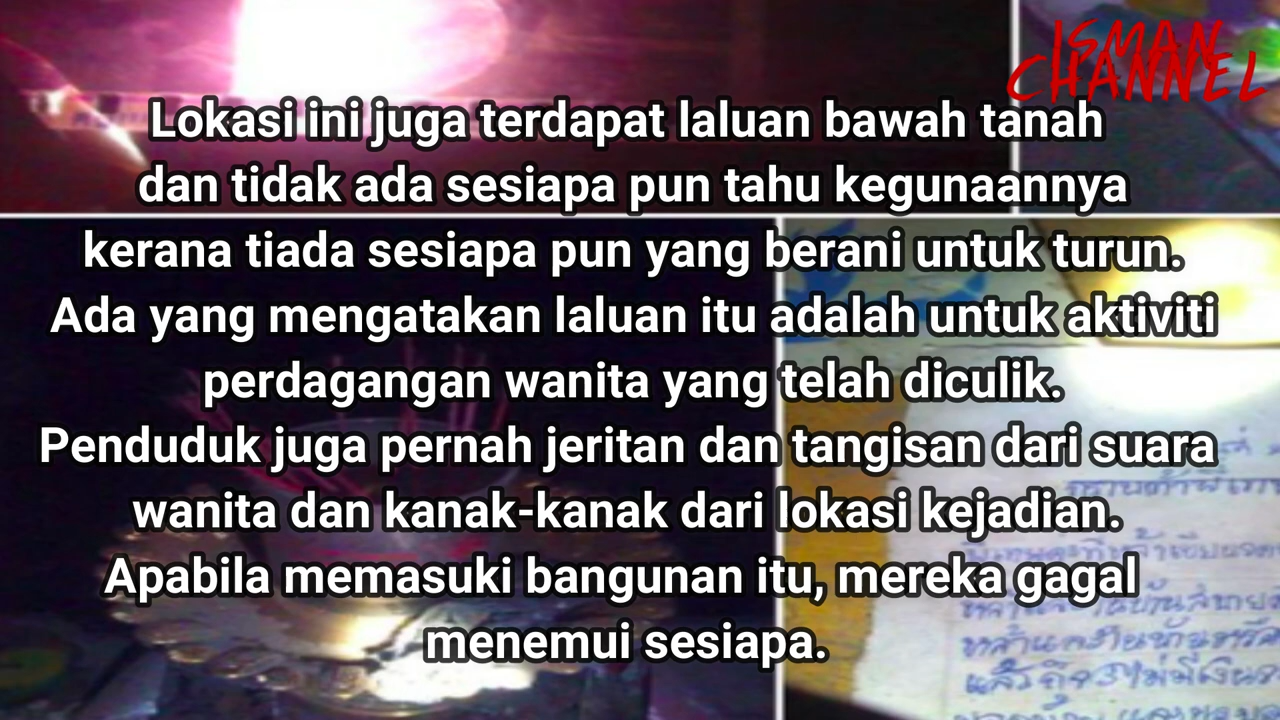 ISMAN
CHANNEL
Lokasi ini juga terdapat laluan bawah tanah
dan tidak ada sesiapa pun tahu kegunaannya
kerana tiada sesiapa pun yang berani untuk turun.
Ada yang mengatakan laluan itu adalah untuk aktiviti
perdagangan wanita yang telah diculik.
Penduduk juga pernah jeritan dan tangisan dari suara
wanita dan kanak-kanak dari lokasi kejadian.
Apabila memasuki bangunan itu, mereka gagal
menemui sesiapa.